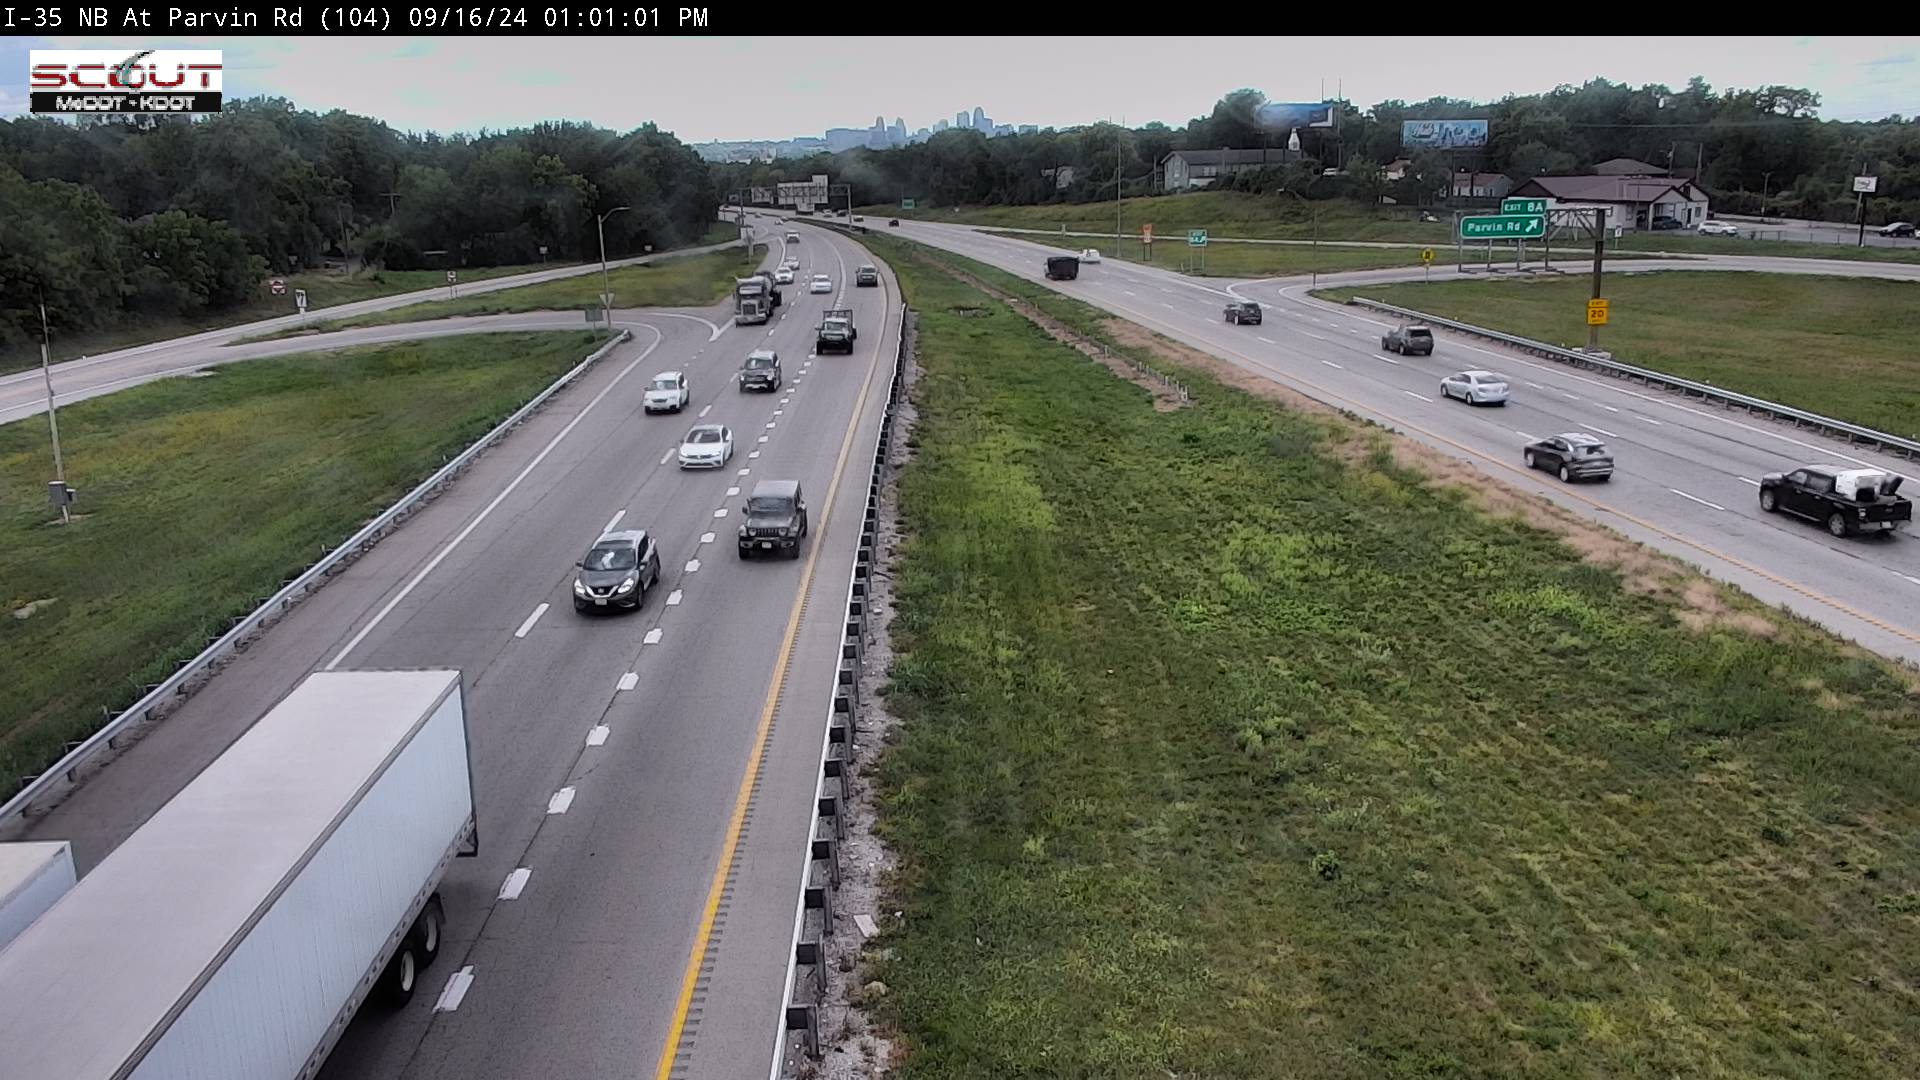 I-35 NB At Parvin Rd (104) 09/16/24 01:01:01 PM
SCOUT
MoDOT - KDOT
EXIT 8A
Parvin Rd
EXIT
20